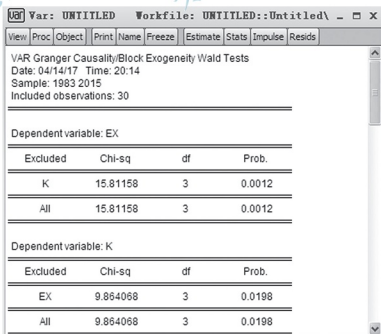 var Var: UNTITLED Workfile: UNTITLED::Untitled\
View Proc Object Print Name Freeze Estimate Stats Impulse Resids
VAR Granger Causality/Block Exogeneity Wald Tests
Date: 04/14/17 Time: 20:14
Sample: 1983 2015
Included observations: 30
Dependent variable: EX
Excluded Chi-sq df Prob.
K 15.81158 3 0.0012
All 15.81158 3 0.0012
Dependent variable: K
Excluded Chi-sq df Prob.
EX 9.864068 3 0.0198
All 9.864068 3 0.0198